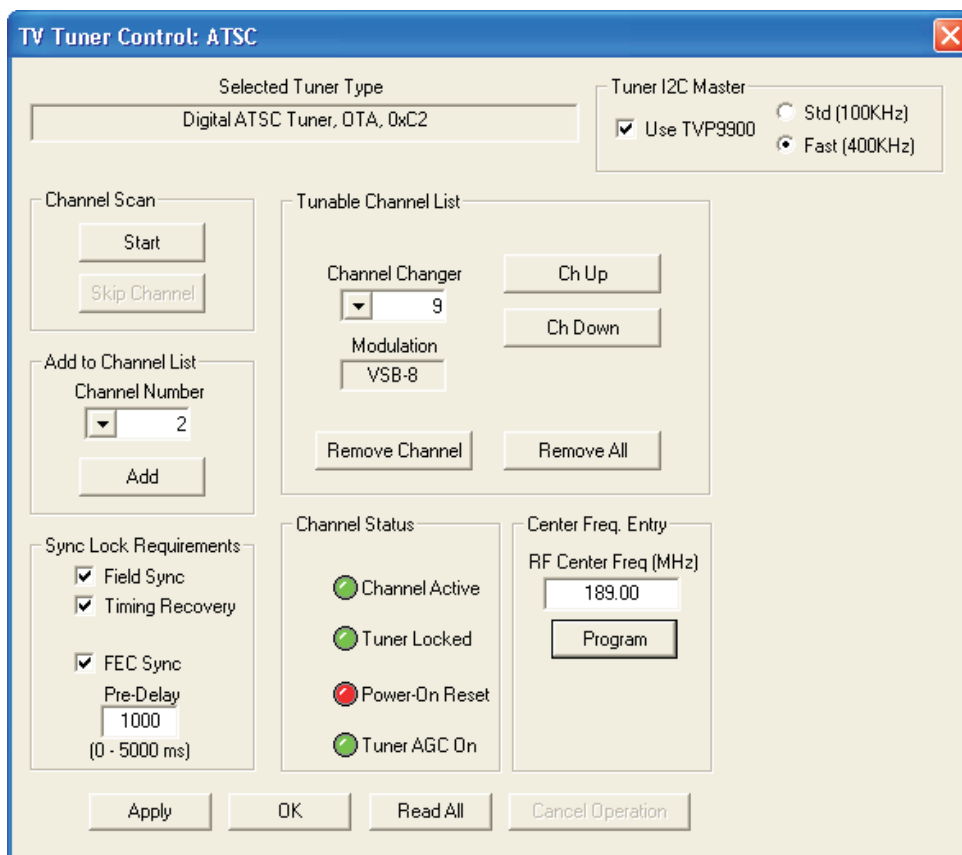 TV Tuner Control: ATSC
Selected Tuner Type
Digital ATSC Tuner, OTA, 0xC2
Tuner I2C Master
Use TVP9900
Std (100KHz)
Fast (400KHz)
Channel Scan
Start
Skip Channel
Tunable Channel List
Channel Changer
9
Modulation
VSB-8
Ch Up
Ch Down
Remove Channel
Remove All
Add to Channel List
Channel Number
2
Add
Sync Lock Requirements
Field Sync
Timing Recovery
FEC Sync
Pre-Delay
1000
(0 - 5000 ms)
Channel Status
Channel Active
Tuner Locked
Power-On Reset
Tuner AGC On
Center Freq. Entry
RF Center Freq (MHz)
189.00
Program
Apply
OK
Read All
Cancel Operation